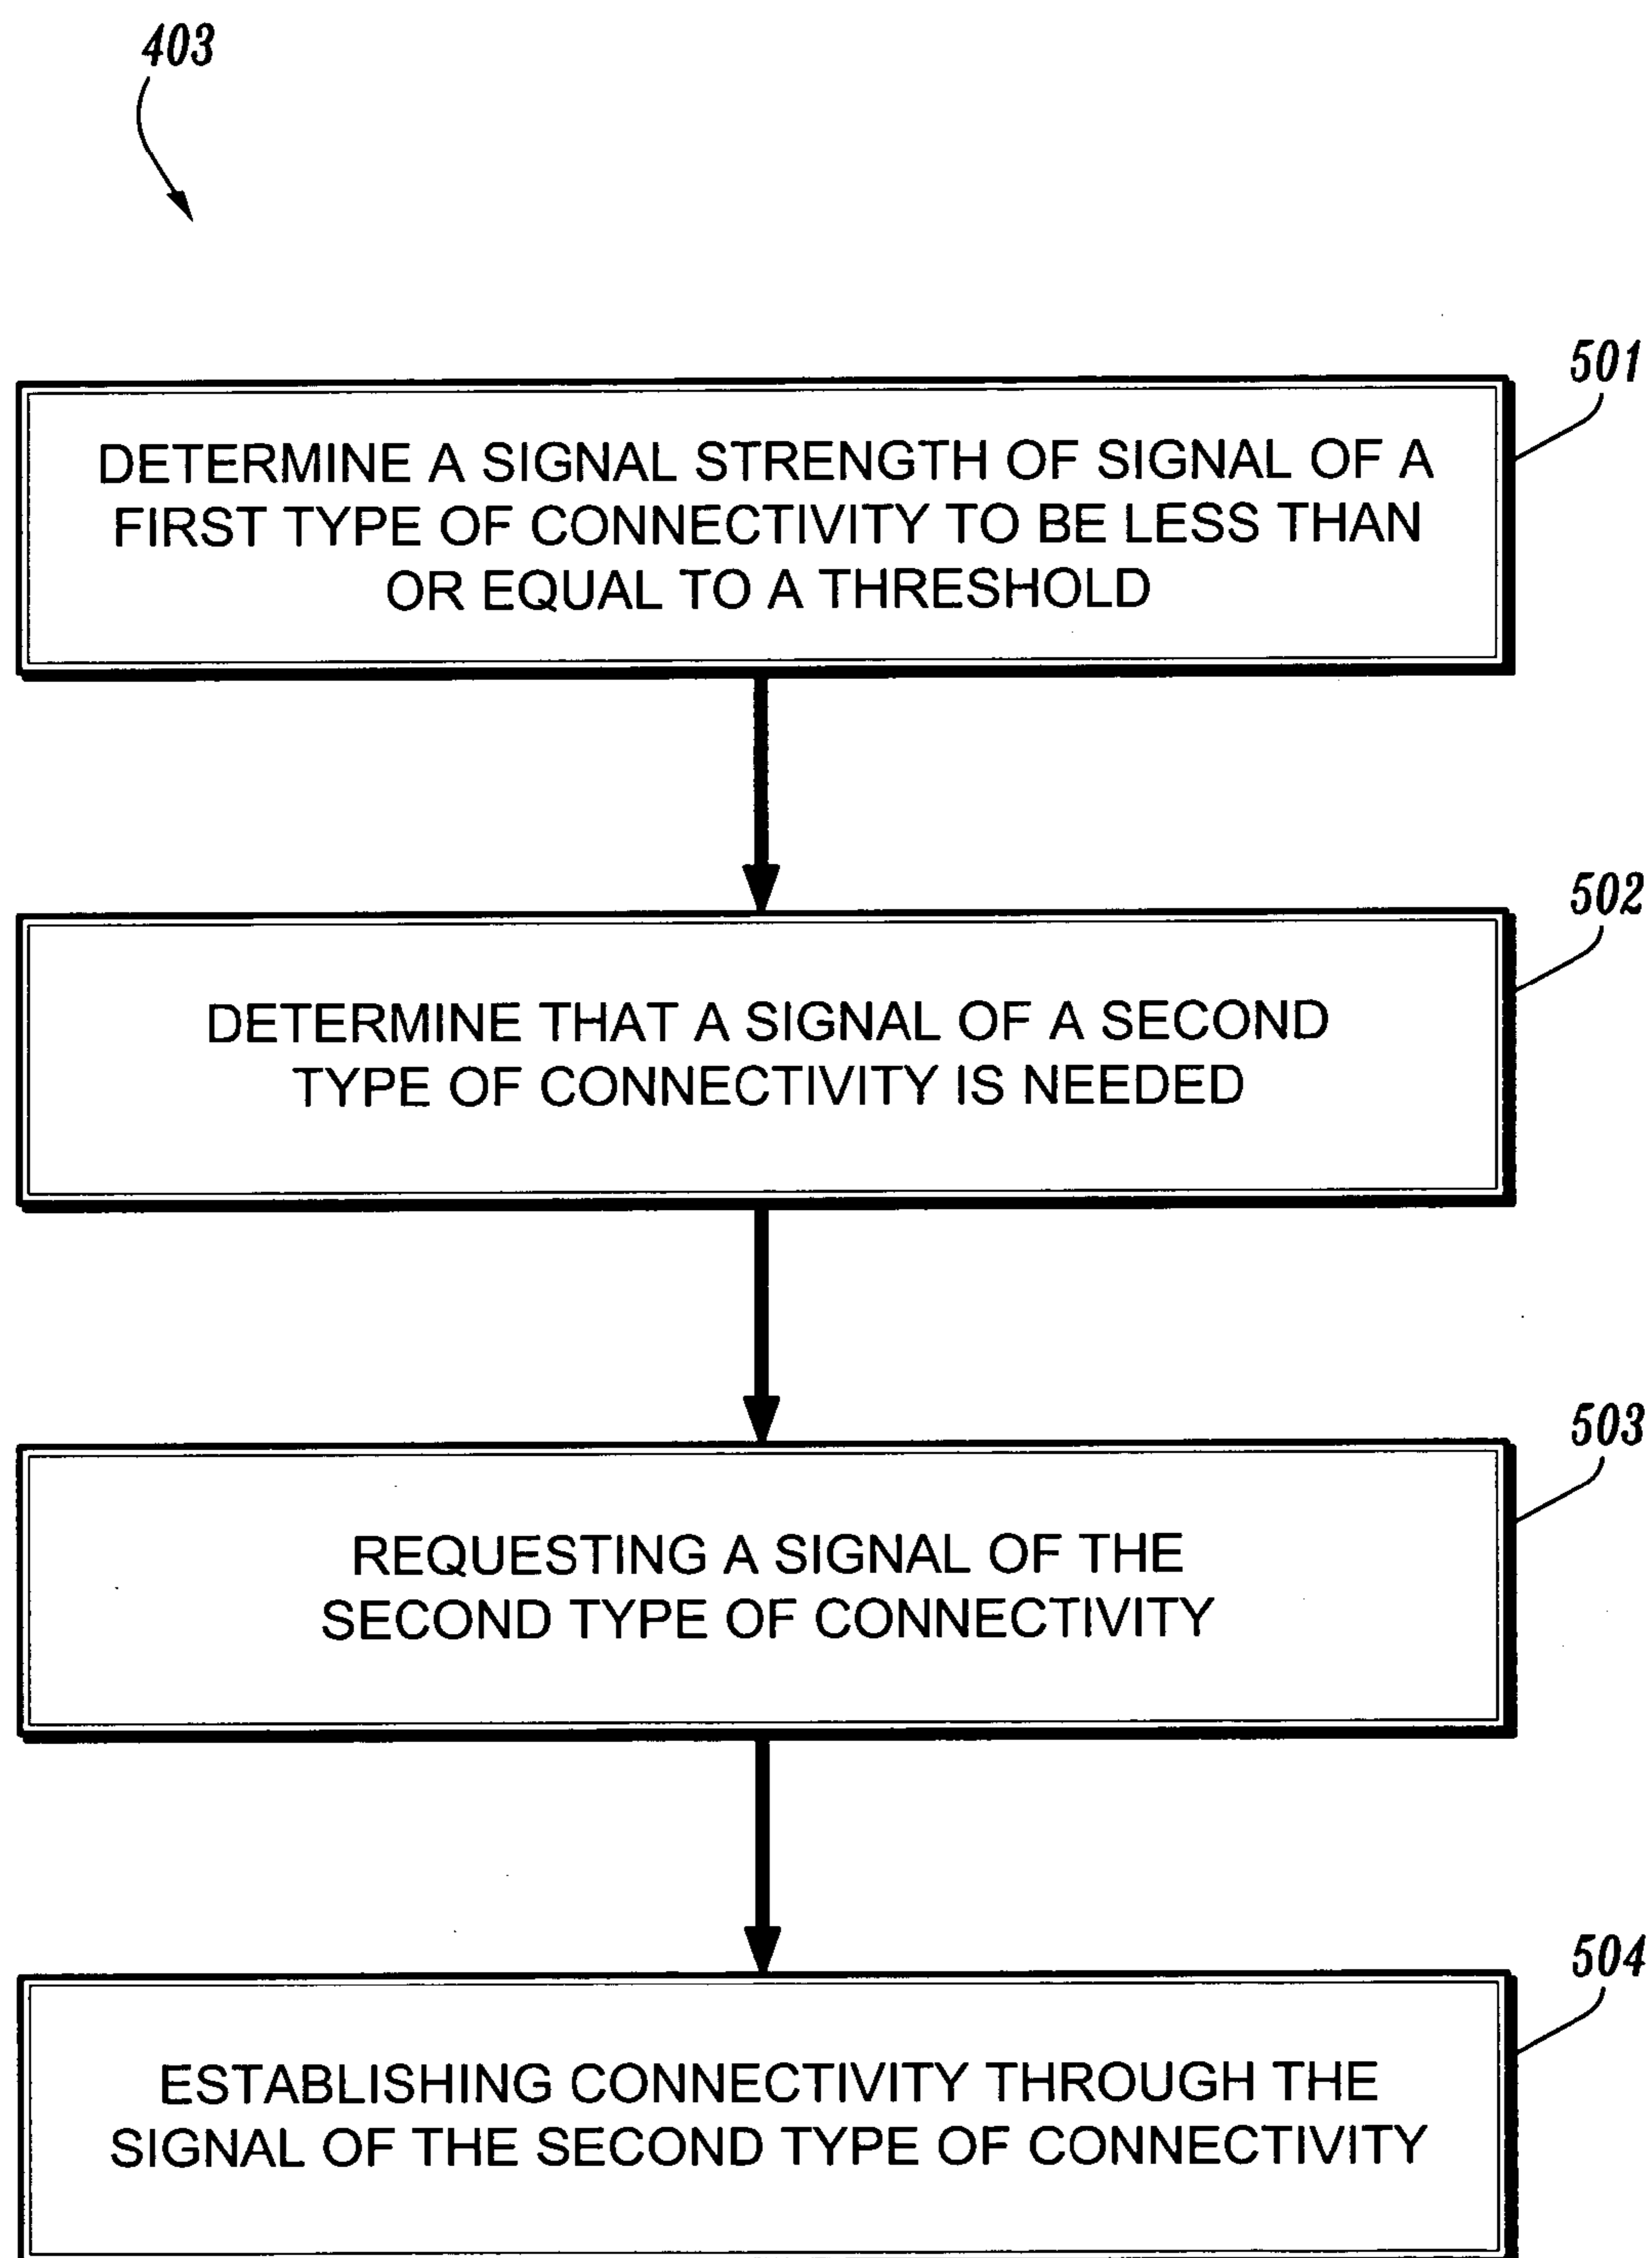 403
501
DETERMINE A SIGNAL STRENGTH OF SIGNAL OF A
FIRST TYPE OF CONNECTIVITY TO BE LESS THAN
OR EQUAL TO A THRESHOLD
502
DETERMINE THAT A SIGNAL OF A SECOND
TYPE OF CONNECTIVITY IS NEEDED
503
REQUESTING A SIGNAL OF THE
SECOND TYPE OF CONNECTIVITY
504
ESTABLISHING CONNECTIVITY THROUGH THE
SIGNAL OF THE SECOND TYPE OF CONNECTIVITY